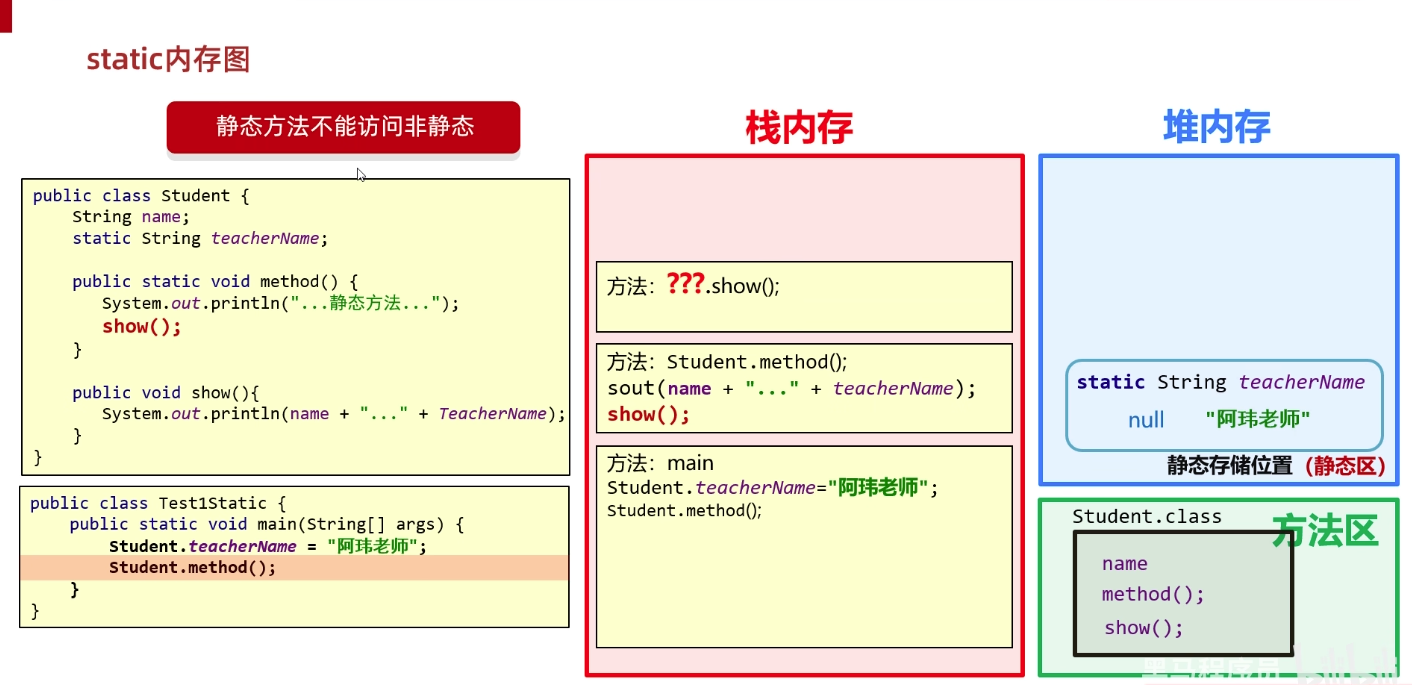 static内存图
静态方法不能访问非静态
public class Student {
String name;
static String teacherName;
public static void method() {
System.out.println("...静态方法...");
show();
}
public void show(){
System.out.println(name + "..." + TeacherName);
}
}
public class Test1Static {
public static void main(String[] args) {
Student.teacherName = "阿玮老师";
Student.method();
}
}
栈内存
方法：???.show();
方法：Student.method();
sout(name + "..." + teacherName);
show();
方法：main
Student.teacherName="阿玮老师";
Student.method();
堆内存
static String teacherName
null "阿玮老师"
静态存储位置（静态区）
方法区
Student.class
name
method();
show();
黑马程序员